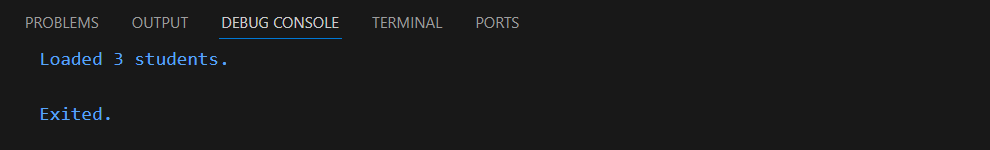 PROBLEMS OUTPUT DEBUG CONSOLE TERMINAL PORTS
Loaded 3 students.
Exited.